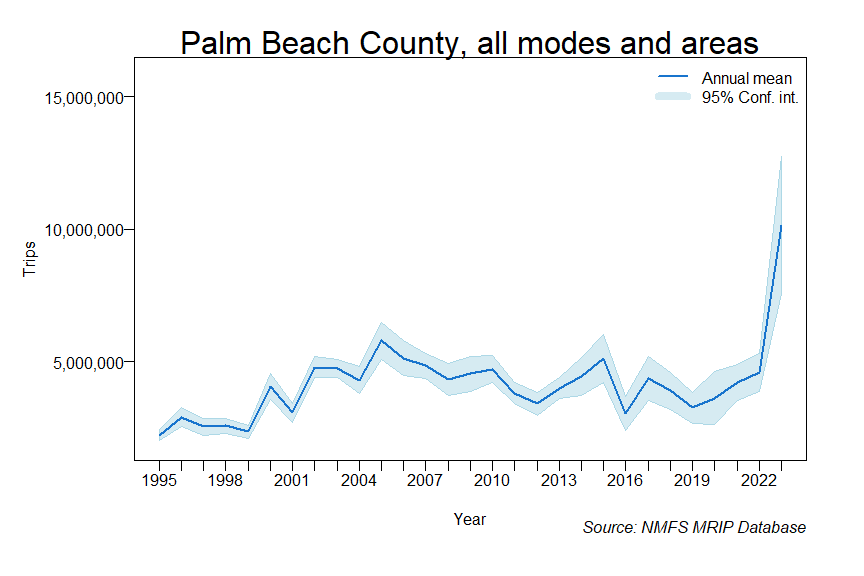 Palm Beach County, all modes and areas
Annual mean
95% Conf. int.
15,000,000
10,000,000
5,000,000
Trips
1995 1998 2001 2004 2007 2010 2013 2016 2019 2022
Year
Source: NMFS MRIP Database